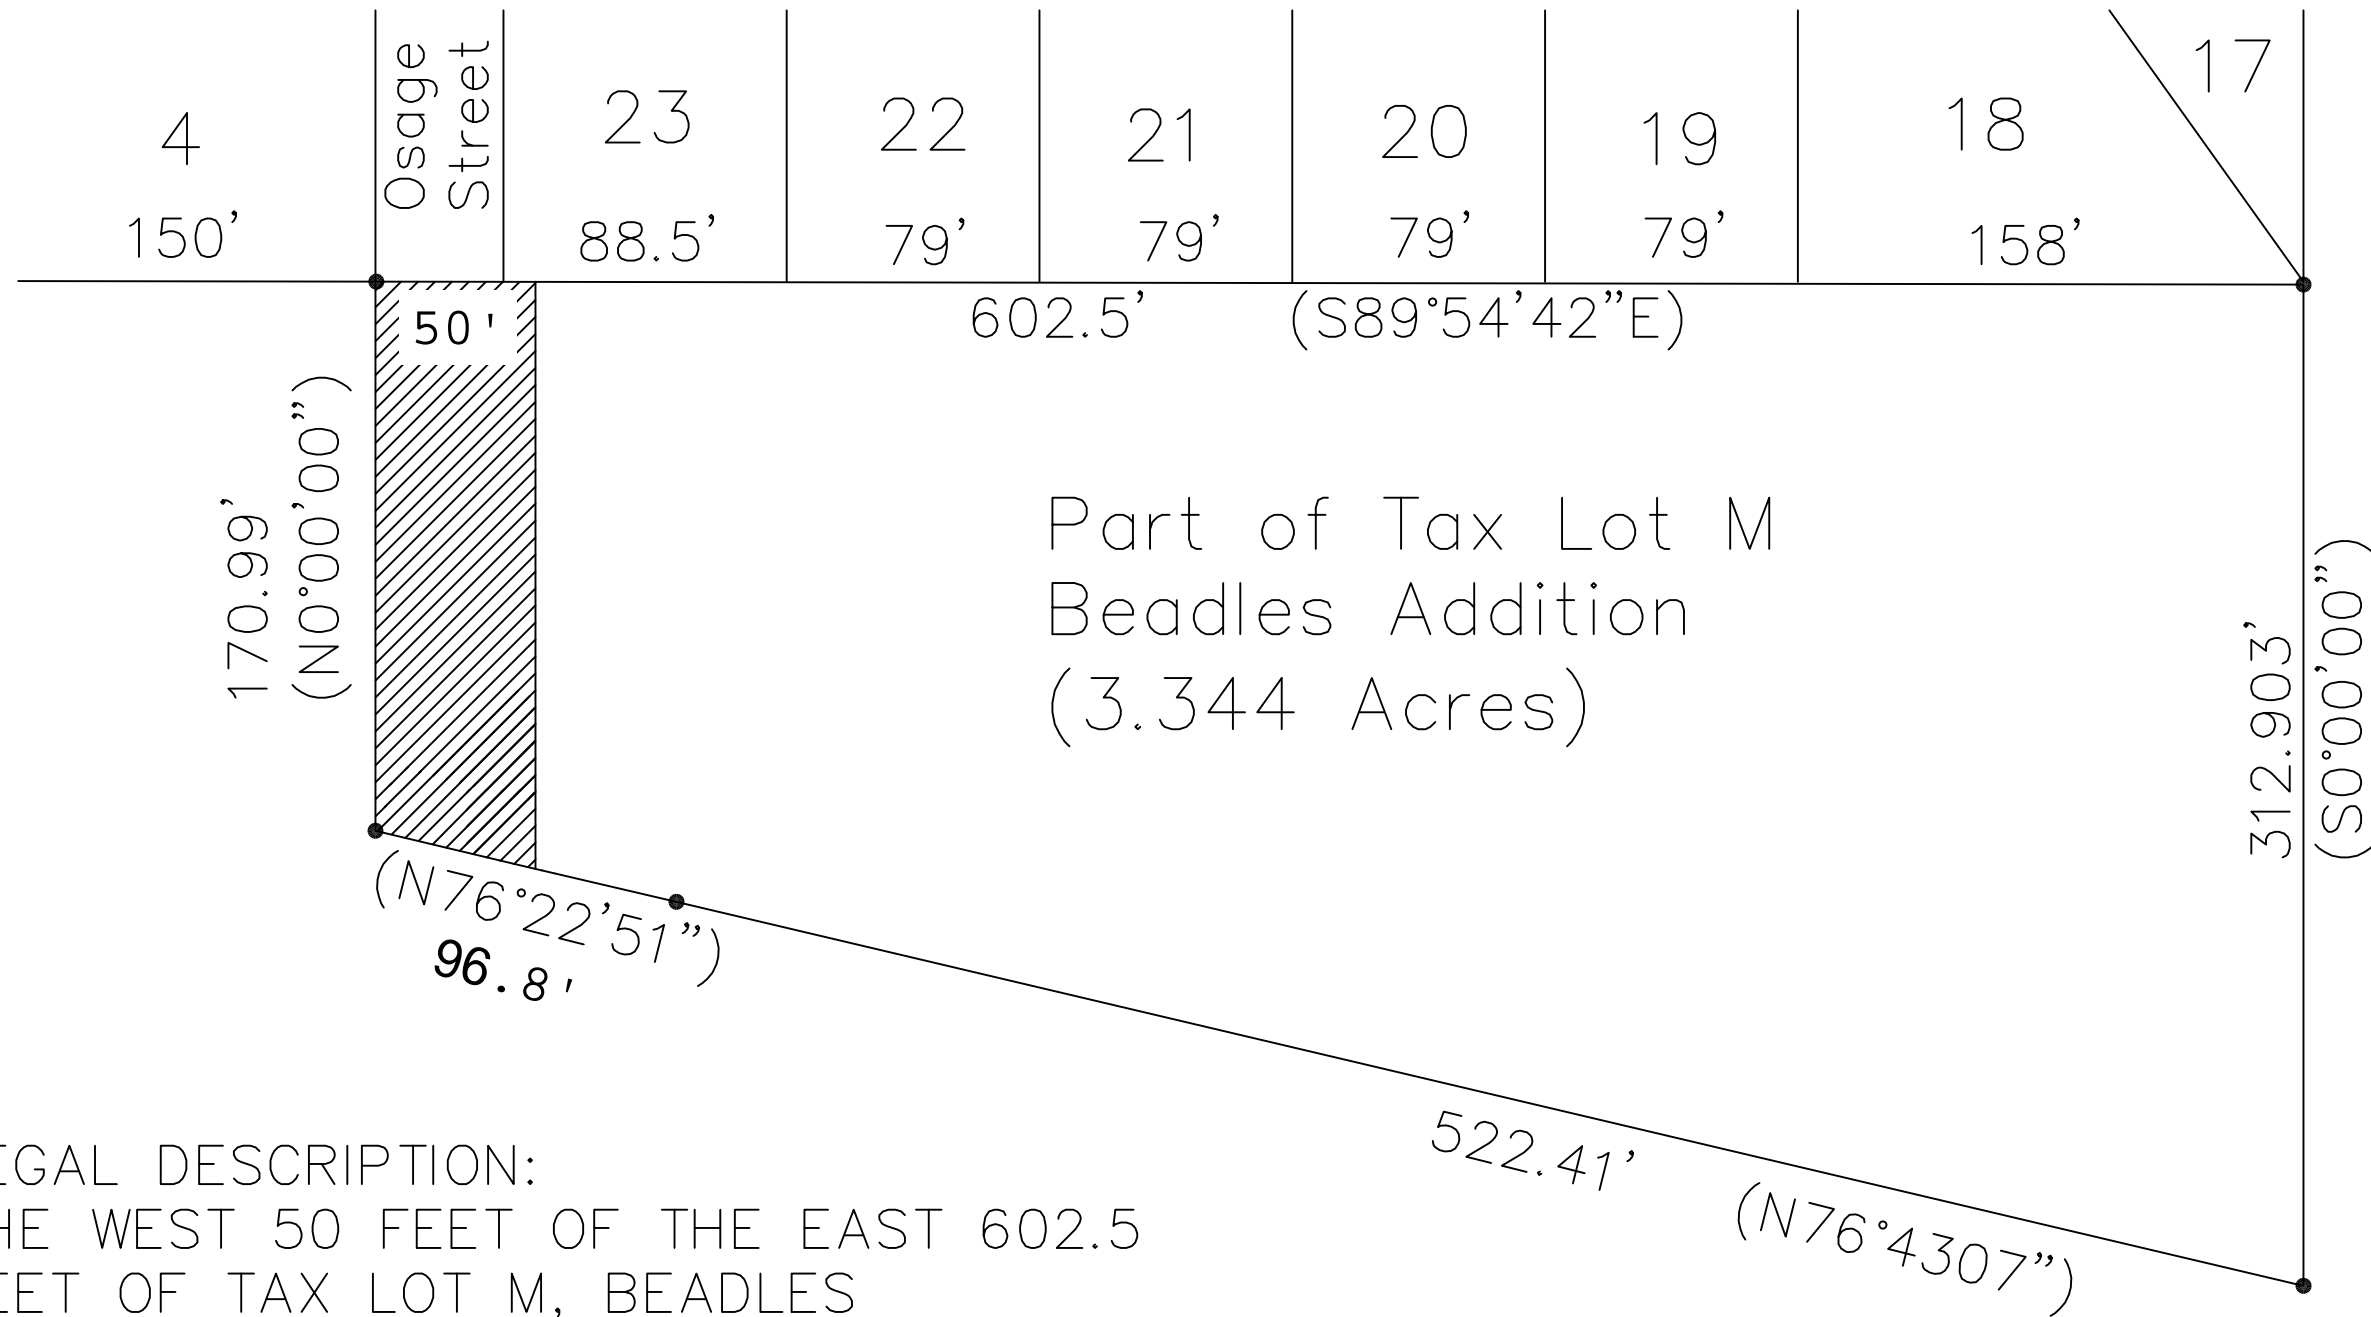 Osage
Street
4
23
22
21
20
19
18
17
150'
88.5'
79'
79'
79'
79'
158'
50'
602.5' (S89°54'42"E)
170.99'
(N0°00'00")
Part of Tax Lot M
Beadles Addition
(3.344 Acres)
312.903'
(S0°00'00")
(N76°22'51")
96.8'
522.41' (N76°4307")
EGAL DESCRIPTION:
HE WEST 50 FEET OF THE EAST 602.5
EET OF TAX LOT M, BEADLES